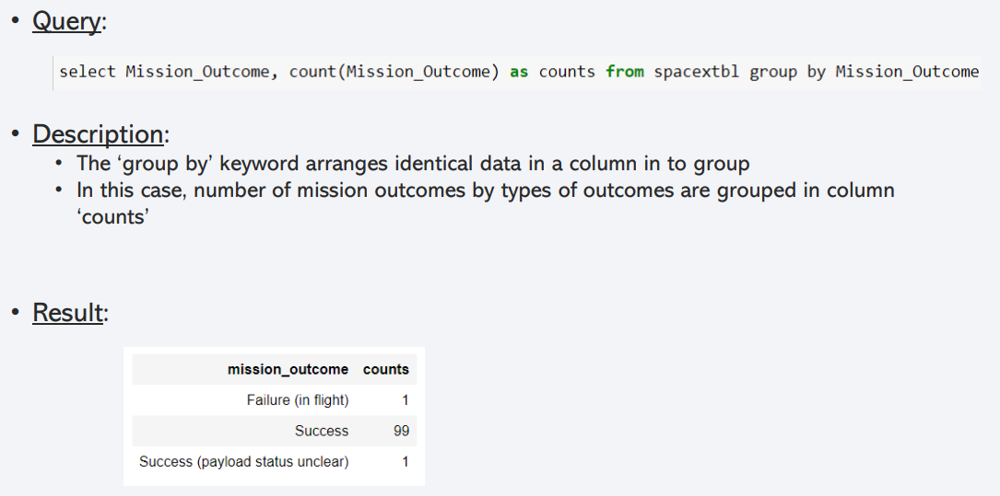 • Query:
select Mission_Outcome, count(Mission_Outcome) as counts from spacextbl group by Mission_Outcome
• Description:
• The ‘group by’ keyword arranges identical data in a column in to group
• In this case, number of mission outcomes by types of outcomes are grouped in column
‘counts’
• Result:
mission_outcome counts
Failure (in flight) 1
Success 99
Success (payload status unclear) 1